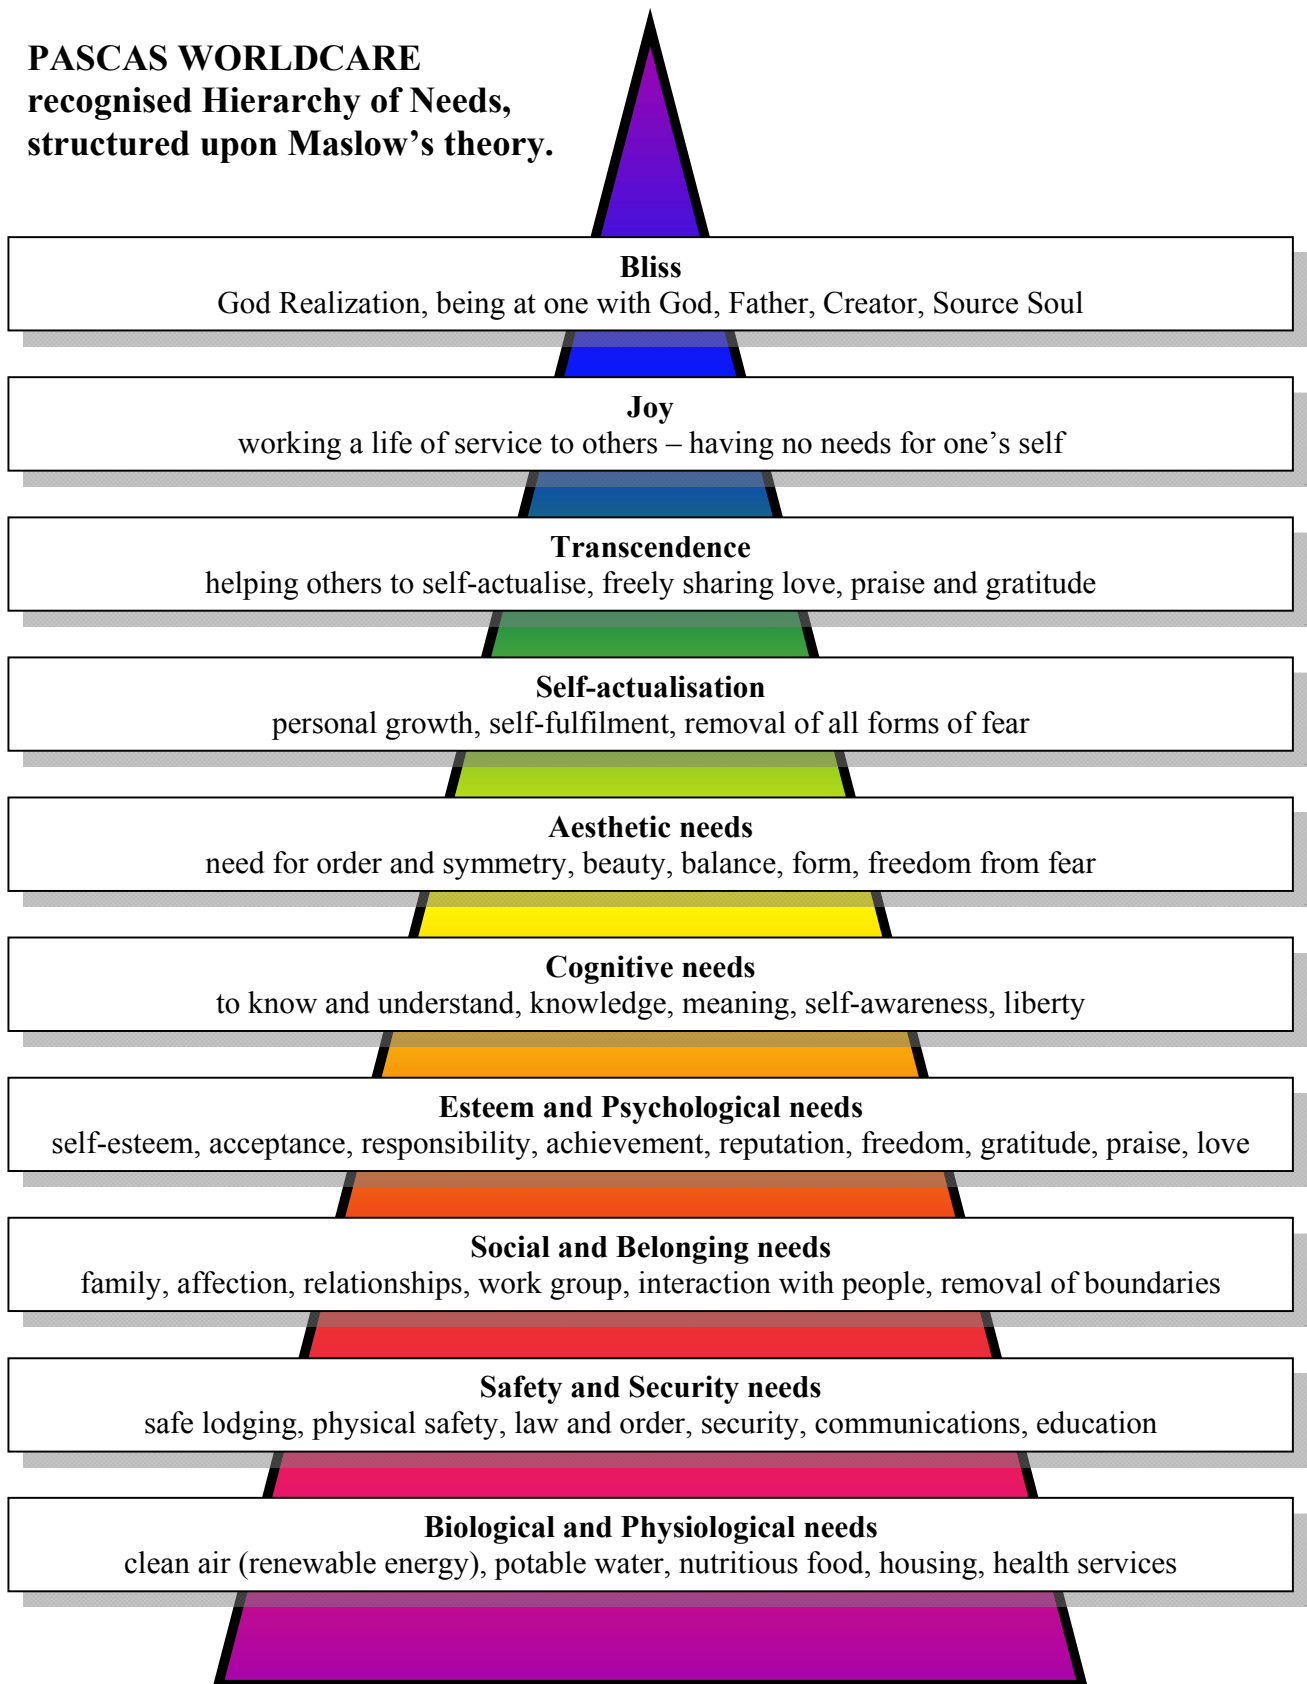 PASCAS WORLDCARE
recognised Hierarchy of Needs,
structured upon Maslow’s theory.
Bliss
God Realization, being at one with God, Father, Creator, Source Soul
Joy
working a life of service to others – having no needs for one’s self
Transcendence
helping others to self-actualise, freely sharing love, praise and gratitude
Self-actualisation
personal growth, self-fulfilment, removal of all forms of fear
Aesthetic needs
need for order and symmetry, beauty, balance, form, freedom from fear
Cognitive needs
to know and understand, knowledge, meaning, self-awareness, liberty
Esteem and Psychological needs
self-esteem, acceptance, responsibility, achievement, reputation, freedom, gratitude, praise, love
Social and Belonging needs
family, affection, relationships, work group, interaction with people, removal of boundaries
Safety and Security needs
safe lodging, physical safety, law and order, security, communications, education
Biological and Physiological needs
clean air (renewable energy), potable water, nutritious food, housing, health services